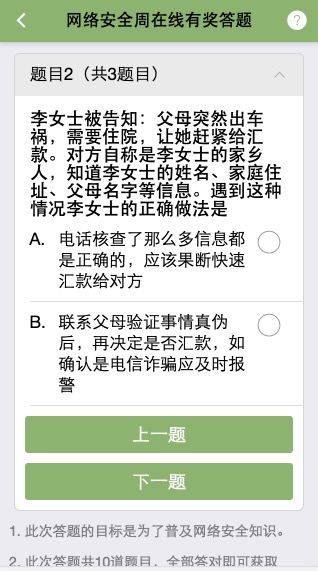 网络安全周在线有奖答题
?
题目2（共3题目）
李女士被告知：父母突然出车
祸，需要住院，让她赶紧给汇
款。对方自称是李女士的家乡
人，知道李女士的姓名、家庭住
址、父母名字等信息。遇到这种
情况李女士的正确做法是
A. 电话核查了那么多信息都
是正确的，应该果断快速
汇款给对方
B. 联系父母验证事情真伪
后，再决定是否汇款，如
确认是电信诈骗应及时报
警
上一题
下一题
1. 此次答题的目标是为了普及网络安全知识。
2. 此次答题共10道题目，全部答对即可获取